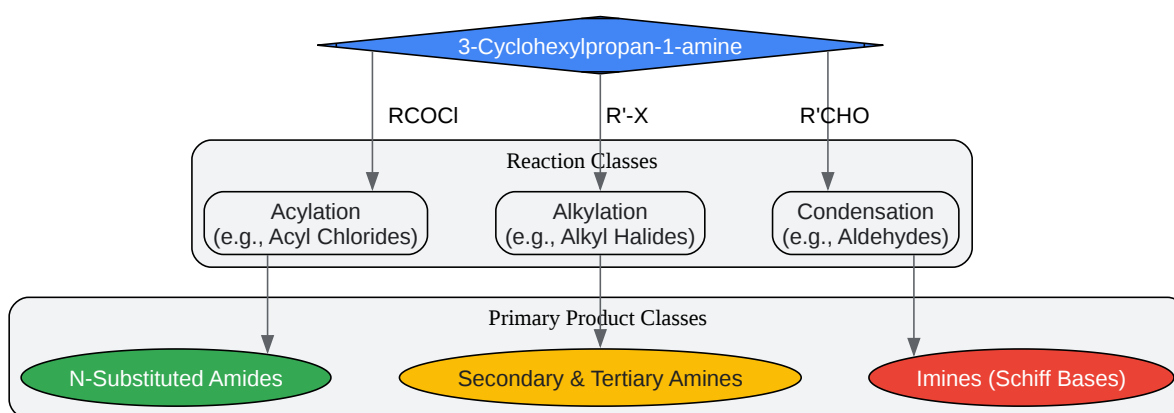 3-Cyclohexylpropan-1-amine
RCOCl
R'-X
R'CHO
Reaction Classes
Acylation
(e.g., Acyl Chlorides)
Alkylation
(e.g., Alkyl Halides)
Condensation
(e.g., Aldehydes)
Primary Product Classes
N-Substituted Amides
Secondary & Tertiary Amines
Imines (Schiff Bases)